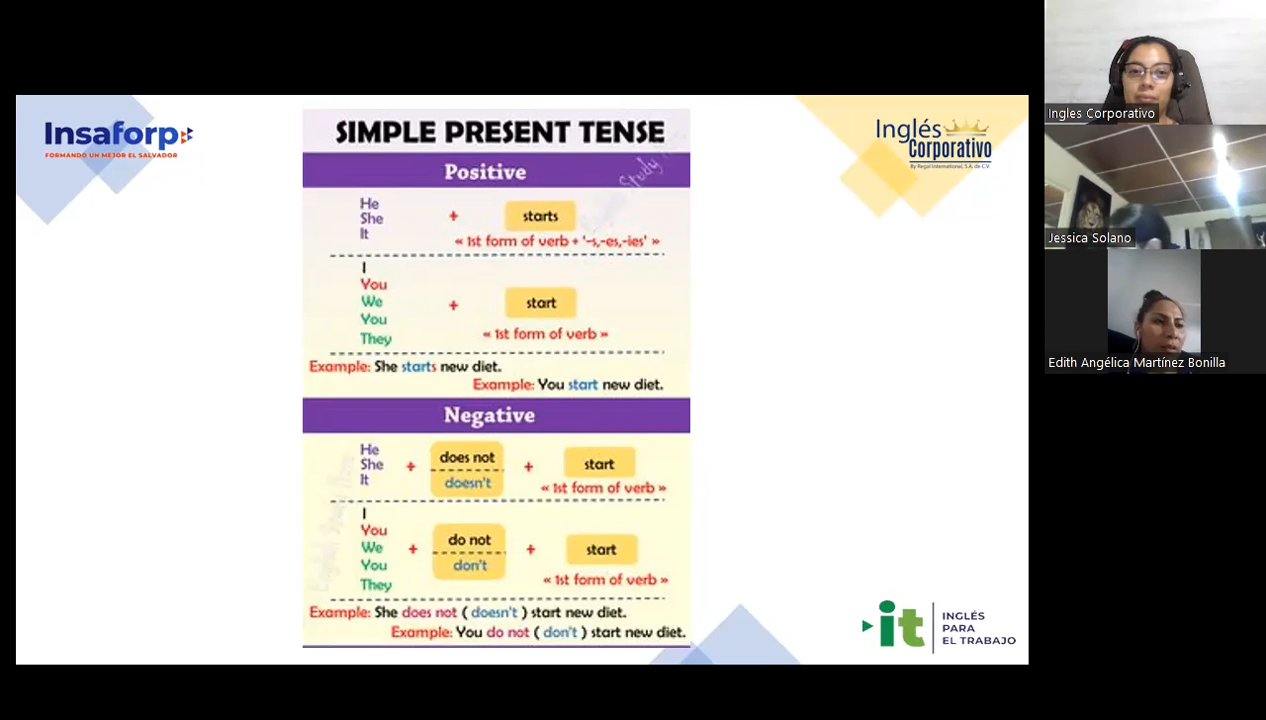 Insaforp
FORMANDO UN MEJOR EL SALVADOR
SIMPLE PRESENT TENSE
Positive
He
She
It
+
starts
« 1st form of verb + '-s,-es,-ies' »
I
You
We
You
They
+
start
« 1st form of verb »
Example: She starts new diet.
Example: You start new diet.
Negative
He
She
It
+
does not
doesn't
+
start
« 1st form of verb »
I
You
We
You
They
+
do not
don't
+
start
« 1st form of verb »
Example: She does not ( doesn't ) start new diet.
Example: You do not ( don't ) start new diet.
Inglés
Corporativo
By Regal International, S.A. de C.V.
it
INGLÉS
PARA
EL TRABAJO
Ingles Corporativo
Jessica Solano
Edith Angélica Martínez Bonilla